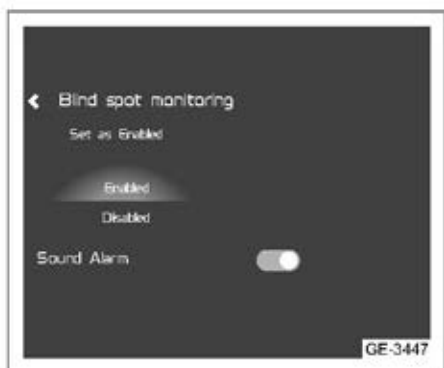 Blind spot monitoring
Set as Enabled
Enabled
Disabled
Sound Alarm
GE-3447